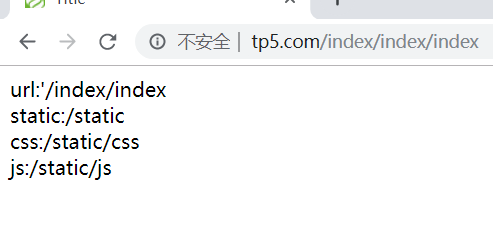 Title
不安全 | tp5.com/index/index/index
url:'/index/index
static:/static
css:/static/css
js:/static/js